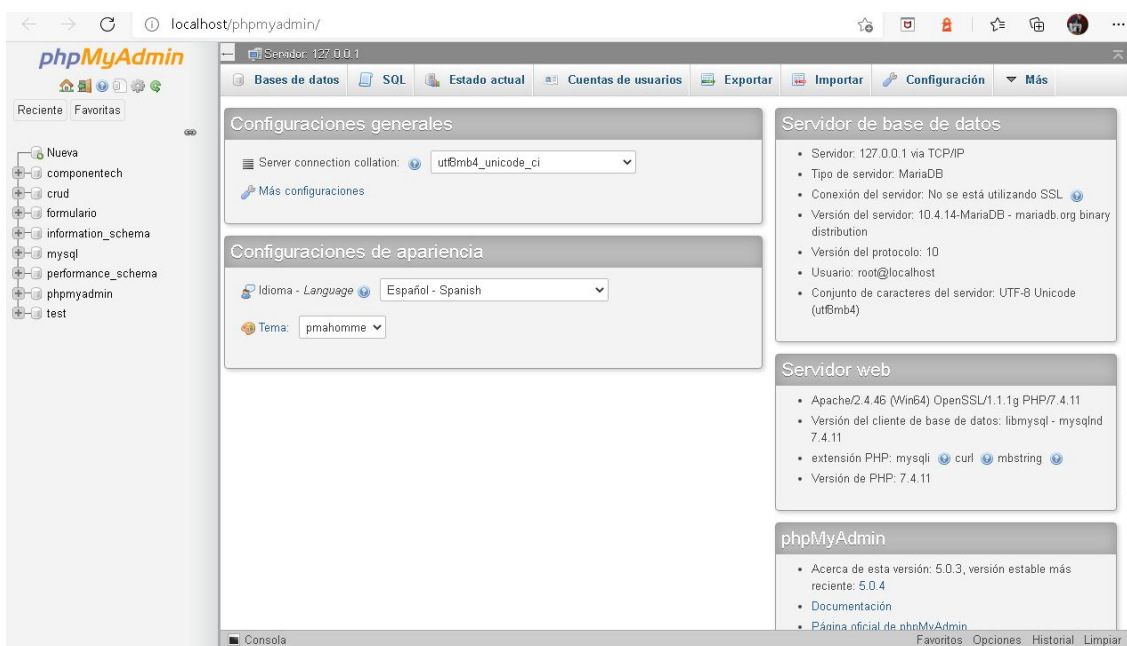 localhost/phpmyadmin/
phpMyAdmin
Reciente Favoritas
Nueva
componentech
crud
formulario
information_schema
mysql
performance_schema
phpmyadmin
test
Servidor: 127.0.0.1
Bases de datos SQL Estado actual Cuentas de usuarios Exportar Importar Configuración Más
Configuraciones generales
Server connection collation: utf8mb4_unicode_ci
Más configuraciones
Configuraciones de apariencia
Idioma - Language Español - Spanish
Tema: pmahomme
Servidor de base de datos
• Servidor: 127.0.0.1 via TCP/IP
• Tipo de servidor: MariaDB
• Conexión del servidor: No se está utilizando SSL
• Versión del servidor: 10.4.14-MariaDB - mariadb.org binary
distribution
• Versión del protocolo: 10
• Usuario: root@localhost
• Conjunto de caracteres del servidor: UTF-8 Unicode
(utf8mb4)
Servidor web
• Apache/2.4.46 (Win64) OpenSSL/1.1.1g PHP/7.4.11
• Versión del cliente de base de datos: libmysql - mysqlnd
7.4.11
• extensión PHP: mysqli curl mbstring
• Versión de PHP: 7.4.11
phpMyAdmin
• Acerca de esta versión: 5.0.3, versión estable más
reciente: 5.0.4
• Documentación
• Página oficial de phpMyAdmin
Consola
Favoritos Opciones Historial Limpiar